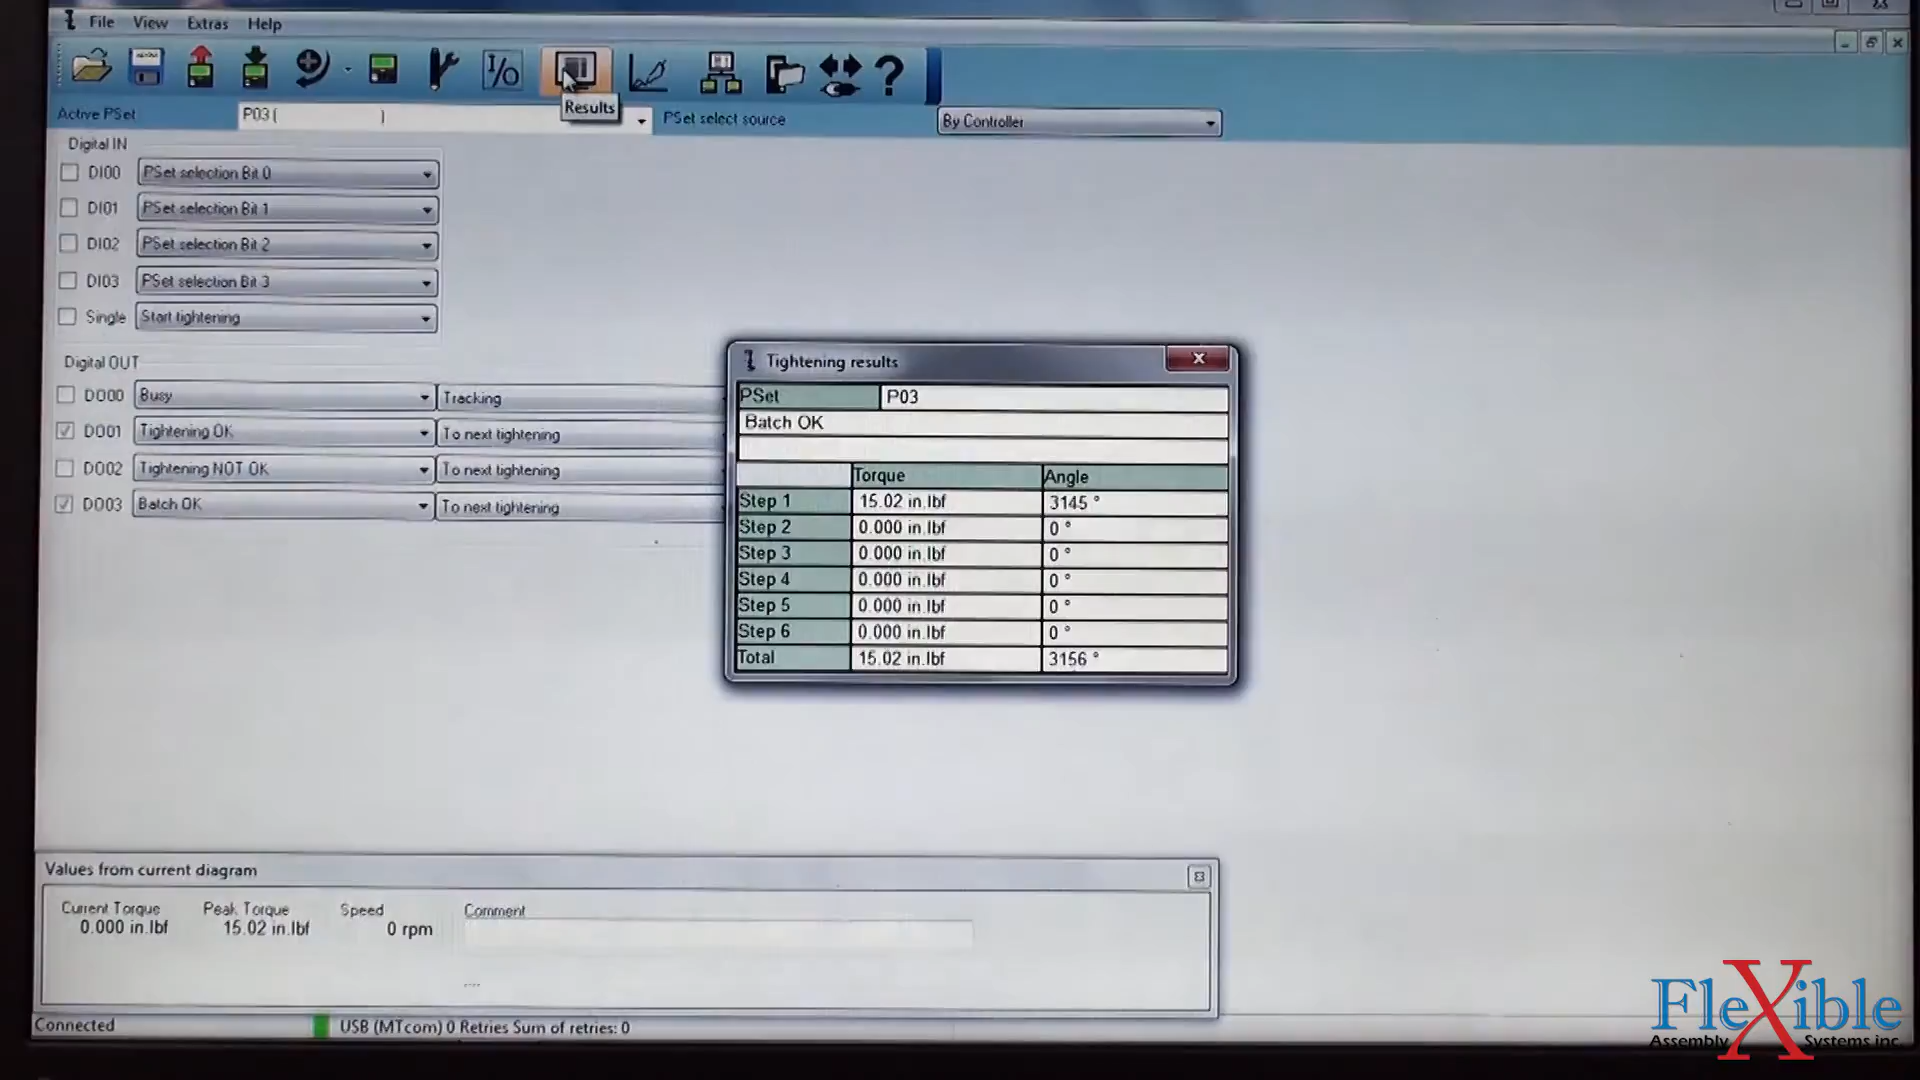 File View Extras Help
I/O
?
Results
Active PSet P03 ( ) PSet select source By Controller
Digital IN
DI00 PSet selection Bit 0
DI01 PSet selection Bit 1
DI02 PSet selection Bit 2
DI03 PSet selection Bit 3
Single Start tightening
Digital OUT
DO00 Busy Tracking
DO01 Tightening OK To next tightening
DO02 Tightening NOT OK To next tightening
DO03 Batch OK To next tightening
Tightening results
PSet P03
Batch OK
Torque Angle
Step 1 15.02 in.lbf 3145 °
Step 2 0.000 in.lbf 0 °
Step 3 0.000 in.lbf 0 °
Step 4 0.000 in.lbf 0 °
Step 5 0.000 in.lbf 0 °
Step 6 0.000 in.lbf 0 °
Total 15.02 in.lbf 3156 °
Values from current diagram
Current Torque Peak Torque Speed Comment
0.000 in.lbf 15.02 in.lbf 0 rpm
----
Connected USB (MTcom) 0 Retries Sum of retries: 0
FleXible
Assembly Systems inc